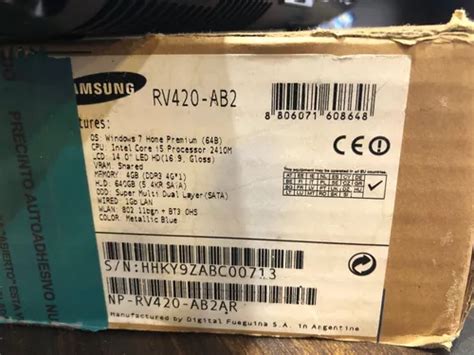 SAMSUNG RV420-AB2
8 806071 608648
tures:
OS: Windows 7 Home Premium (64B)
CPU: Intel Core i5 Processor 2410M
LCD: 14.0" LED HD(16:9, Gloss)
VRAM: Shared
MEMORY: 4GB (DDR3 4G*1)
HLD: 640GB (5.4KR SATA)
ODD: Super Multi Dual Layer(SATA)
WIRED: 1Gb LAN
WLAN: 802.11bgn + BT3.0HS
COLOR: Metallic Blue
CE
S/N:HHKY9ZABC00713
NP-RV420-AB2AR
Manufactured by Digital Fueguina S.A. in Argentine
PRECINTO AUTOADHESIVO